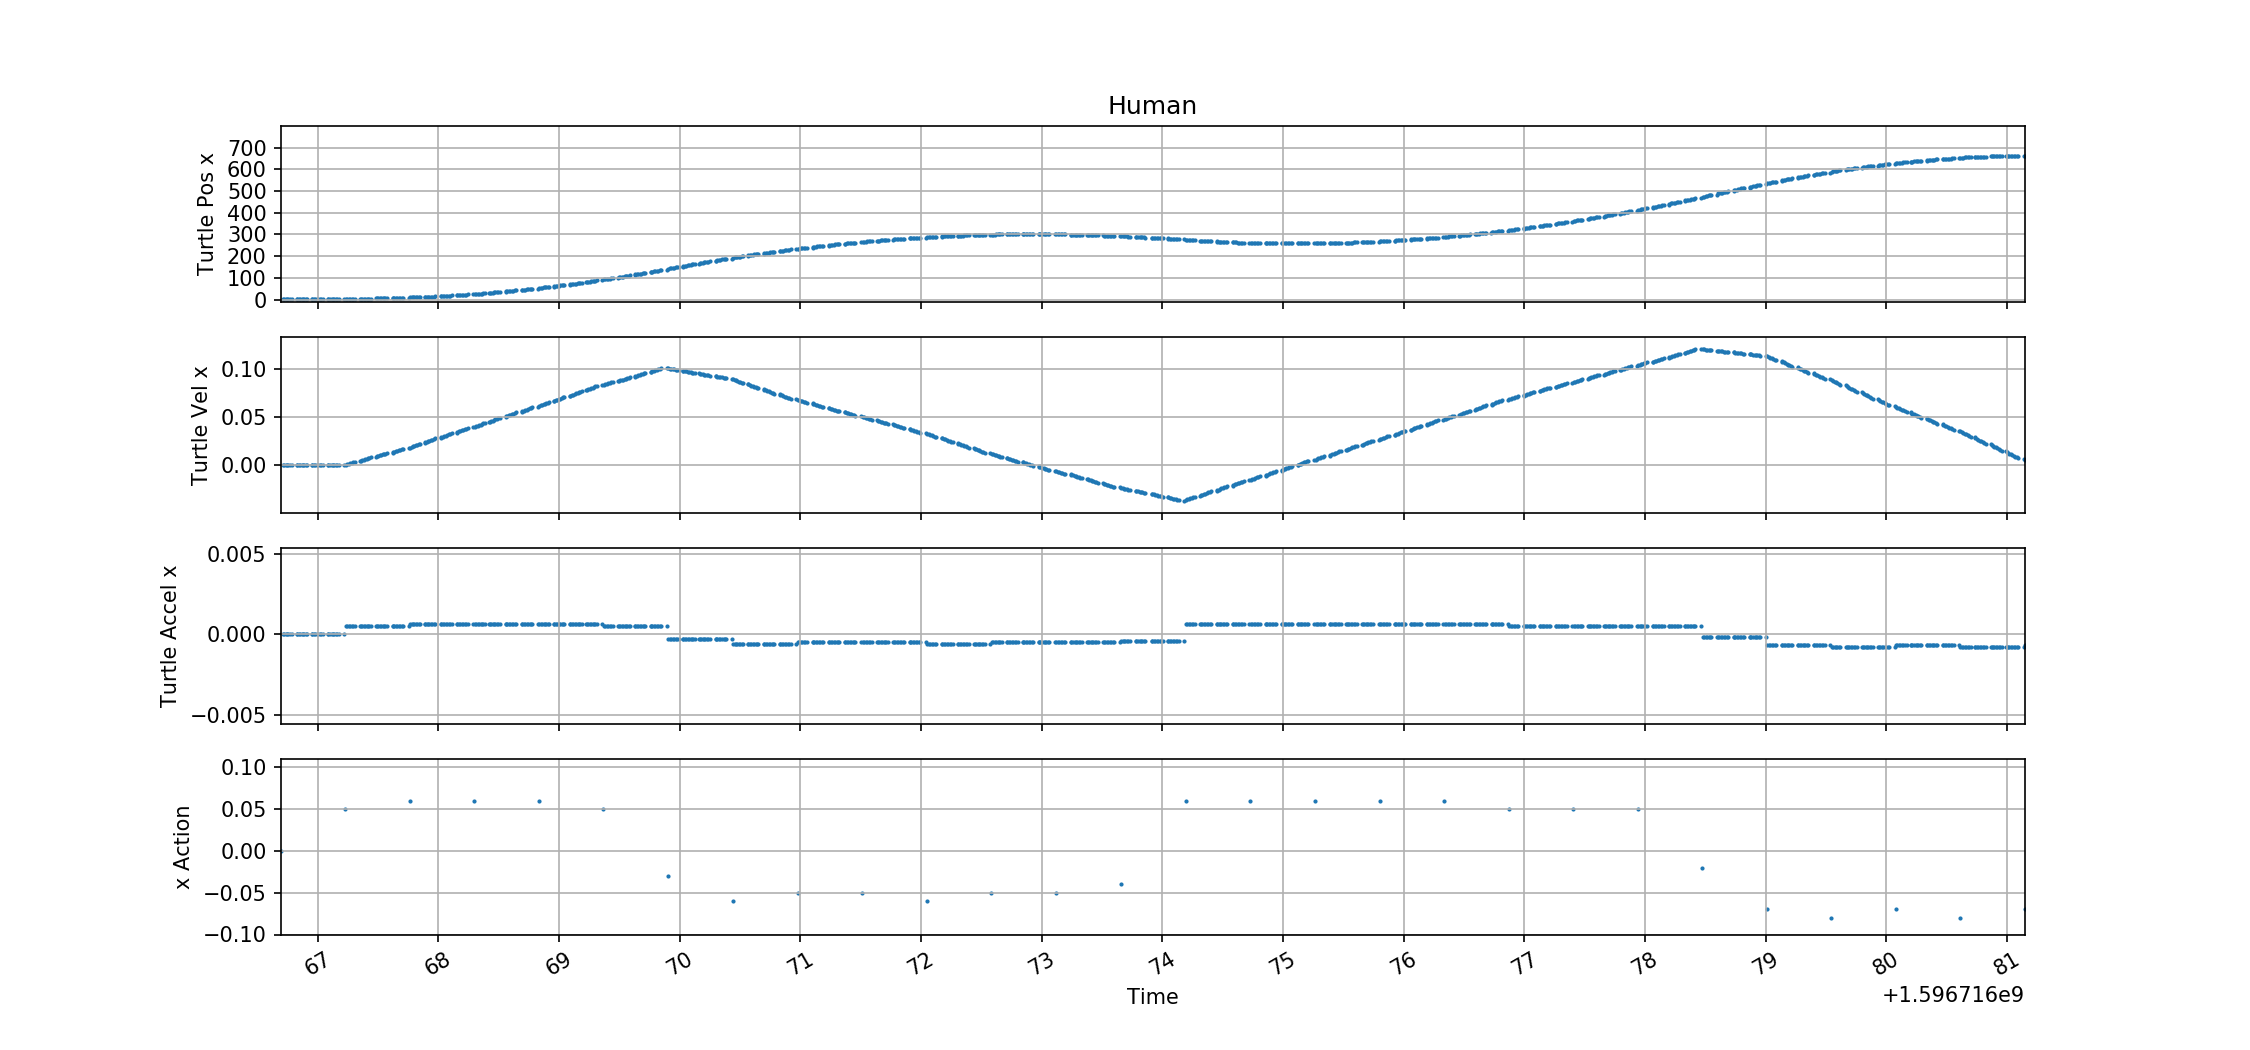 Human
Turtle Pos x
700
600
500
400
300
200
100
0
Turtle Vel x
0.10
0.05
0.00
Turtle Accel x
0.005
0.000
−0.005
x Action
0.10
0.05
0.00
−0.05
−0.10
67 68 69 70 71 72 73 74 75 76 77 78 79 80 81
Time
+1.596716e9